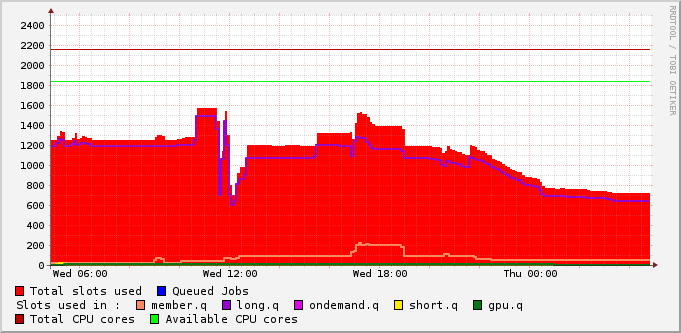 2400
2200
2000
1800
1600
1400
1200
1000
800
600
400
200
0
Wed 06:00 Wed 12:00 Wed 18:00 Thu 00:00
RRDTOOL / TOBI OETIKER
Total slots used Queued Jobs
Slots used in : member.q long.q ondemand.q short.q gpu.q
Total CPU cores Available CPU cores